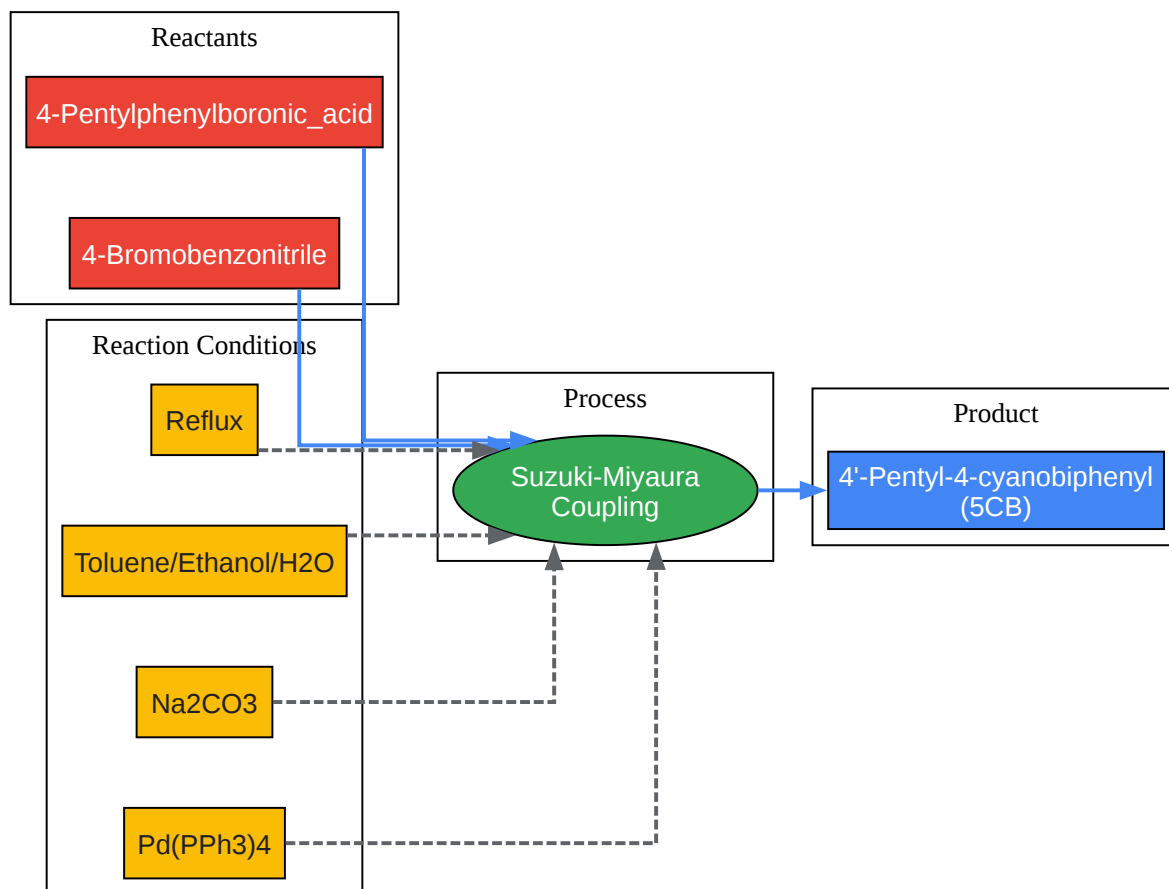 Reactants
4-Pentylphenylboronic_acid
4-Bromobenzonitrile
Reaction Conditions
Reflux
Toluene/Ethanol/H2O
Na2CO3
Pd(PPh3)4
Process
Suzuki-Miyaura
Coupling
Product
4'-Pentyl-4-cyanobiphenyl
(5CB)